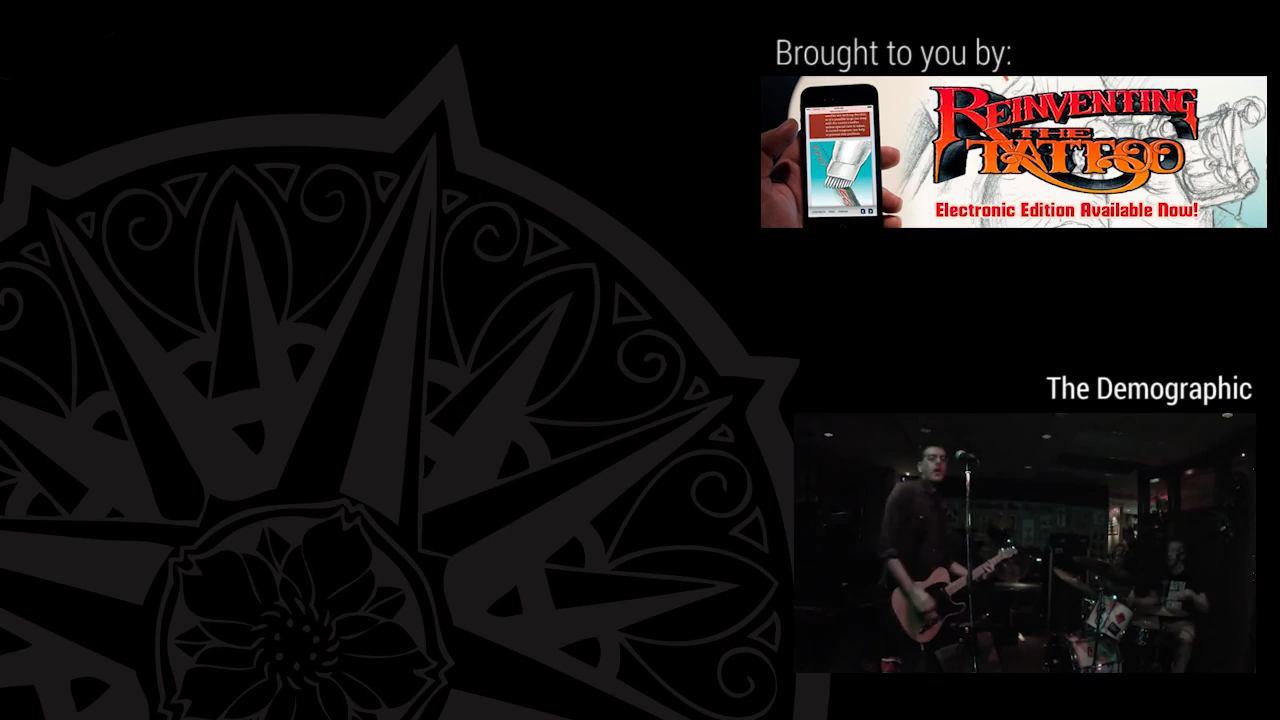 Brought to you by:
REINVENTING
THE
TATTOO
Electronic Edition Available Now!
The Demographic